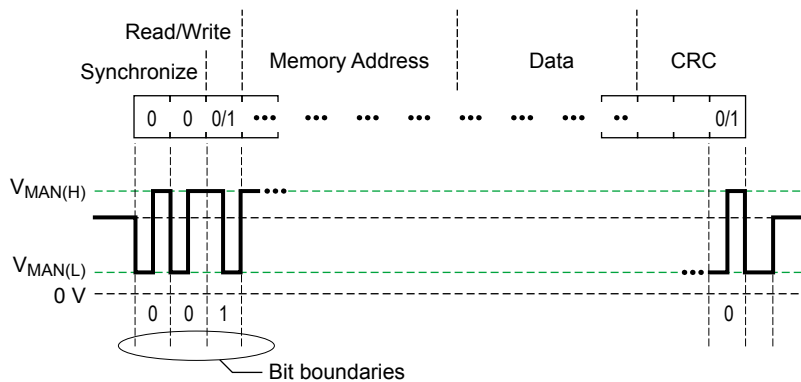 Read/Write
Synchronize
Memory Address
Data
CRC
0 0 0/1 ... ... ... ... ... ... ... .. 0/1
VMAN(H)
...
VMAN(L)
...
0 V
0 0 1 0
Bit boundaries